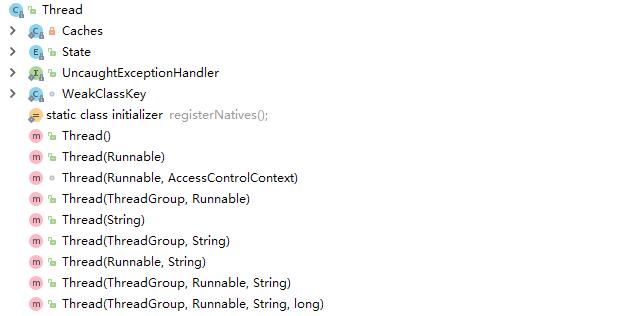 Thread
Caches
State
UncaughtExceptionHandler
WeakClassKey
static class initializer registerNatives();
Thread()
Thread(Runnable)
Thread(Runnable, AccessControlContext)
Thread(ThreadGroup, Runnable)
Thread(String)
Thread(ThreadGroup, String)
Thread(Runnable, String)
Thread(ThreadGroup, Runnable, String)
Thread(ThreadGroup, Runnable, String, long)